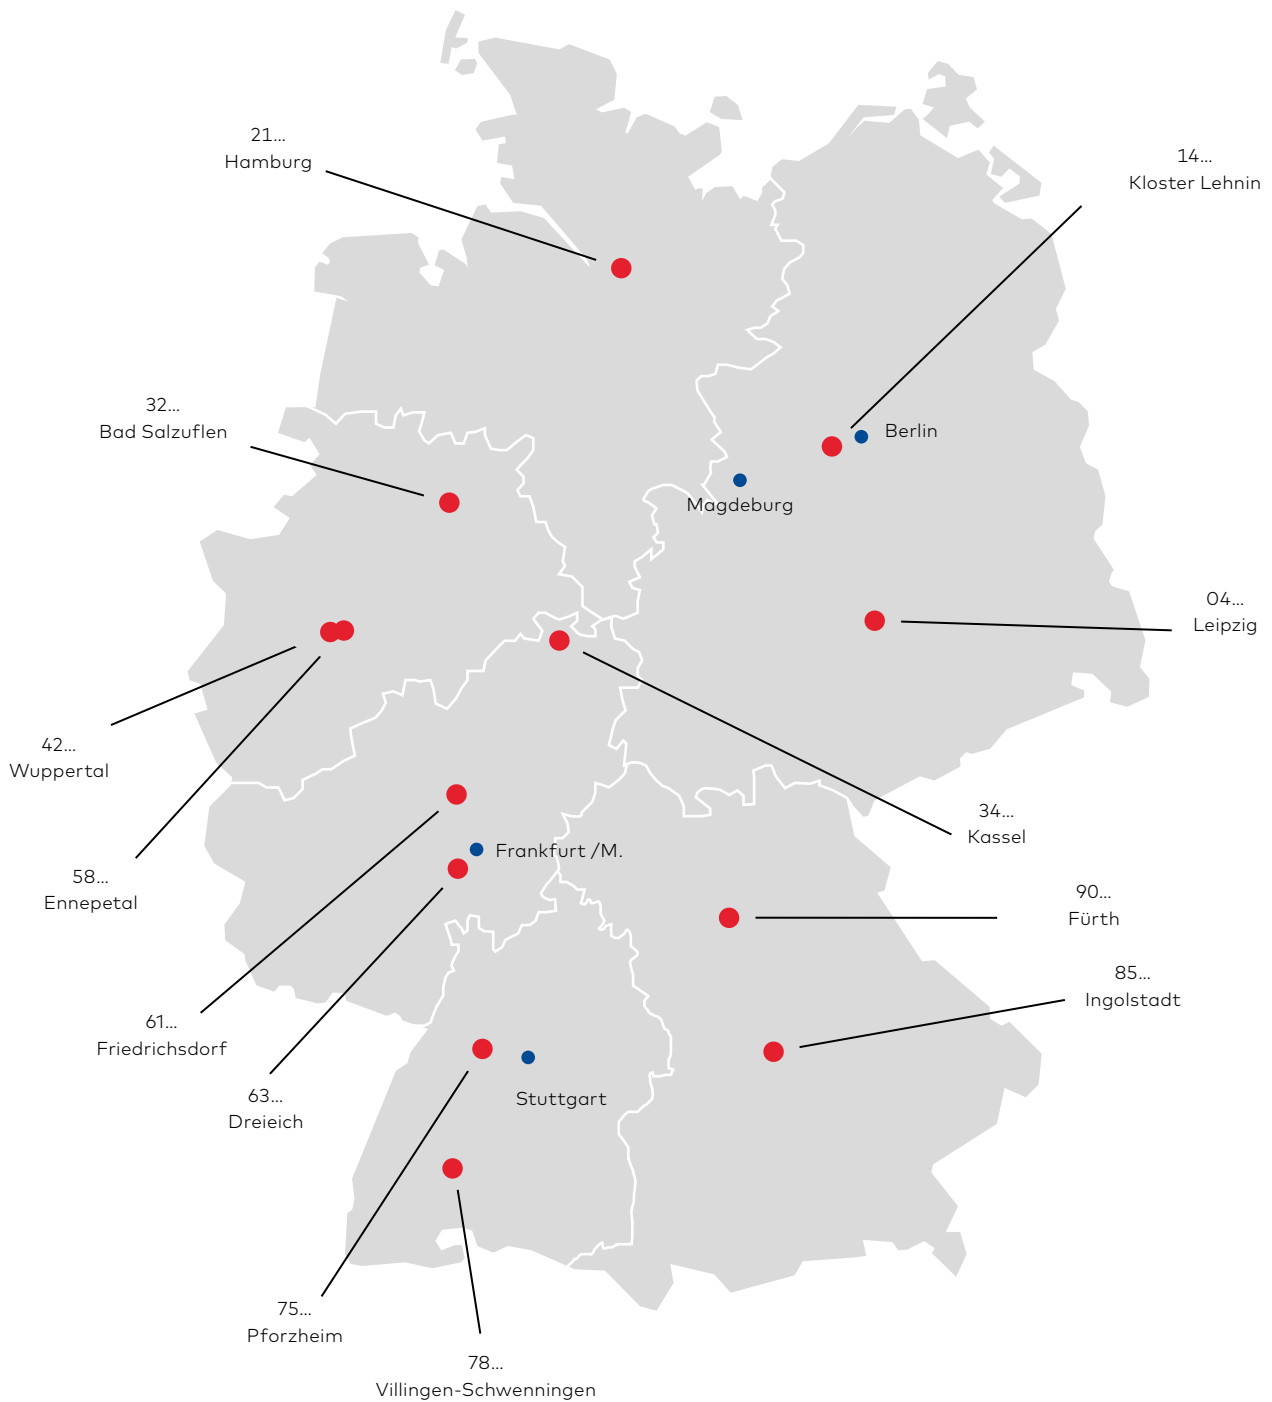 21...
Hamburg
14...
Kloster Lehnin
32...
Bad Salzuflen
Berlin
Magdeburg
04...
Leipzig
42...
Wuppertal
34...
Kassel
Frankfurt /M.
58...
Ennepetal
90...
Fürth
85...
Ingolstadt
61...
Friedrichsdorf
63...
Dreieich
Stuttgart
75...
Pforzheim
78...
Villingen-Schwenningen